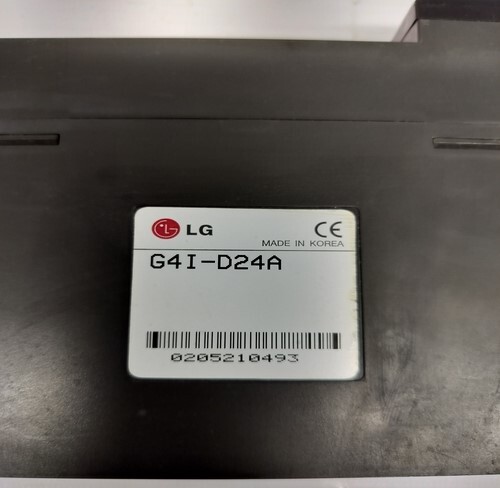 LG
CE
MADE IN KOREA
G4I-D24A
0205210493